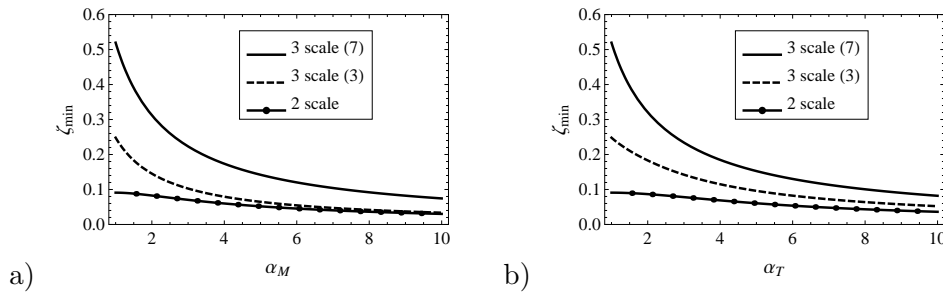 0.6
0.5
0.4
0.3
0.2
0.1
0.0
ζmin
3 scale (7)
3 scale (3)
2 scale
2 4 6 8 10
αM
a)
0.6
0.5
0.4
0.3
0.2
0.1
0.0
ζmin
3 scale (7)
3 scale (3)
2 scale
2 4 6 8 10
αT
b)